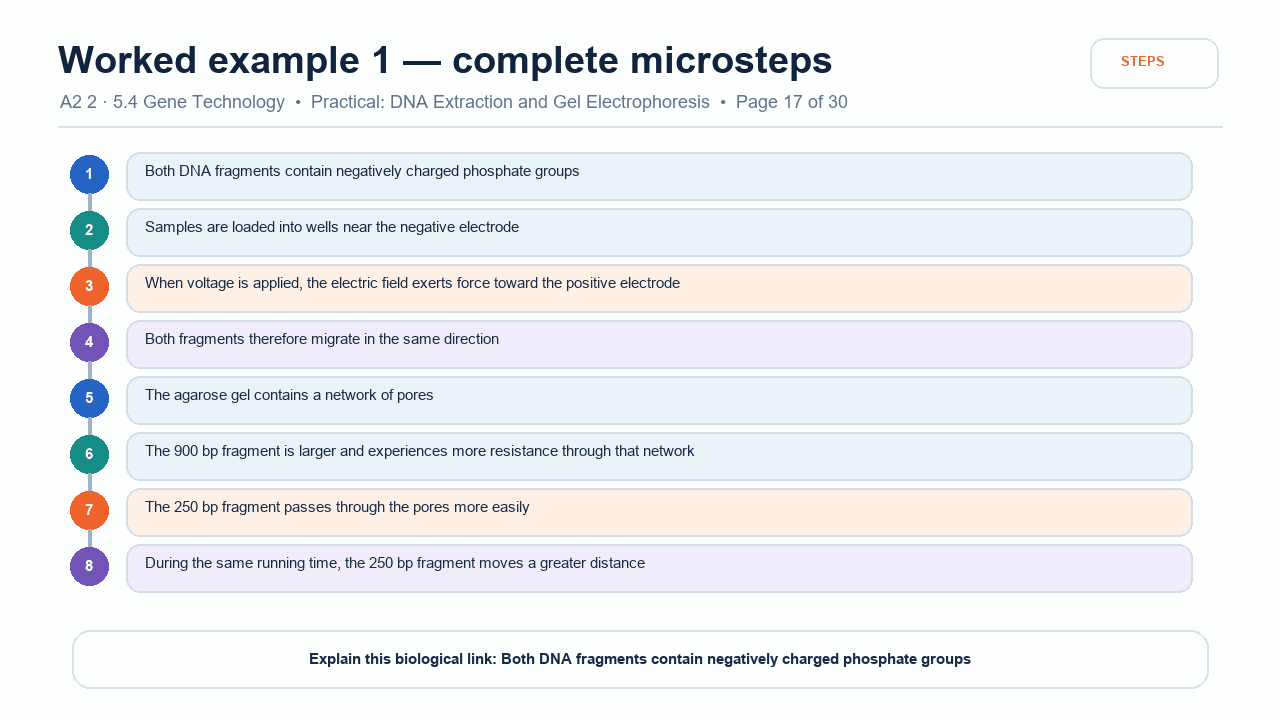 Worked example 1 — complete microsteps
STEPS
A2 2 · 5.4 Gene Technology • Practical: DNA Extraction and Gel Electrophoresis • Page 17 of 30
1 Both DNA fragments contain negatively charged phosphate groups
2 Samples are loaded into wells near the negative electrode
3 When voltage is applied, the electric field exerts force toward the positive electrode
4 Both fragments therefore migrate in the same direction
5 The agarose gel contains a network of pores
6 The 900 bp fragment is larger and experiences more resistance through that network
7 The 250 bp fragment passes through the pores more easily
8 During the same running time, the 250 bp fragment moves a greater distance
Explain this biological link: Both DNA fragments contain negatively charged phosphate groups